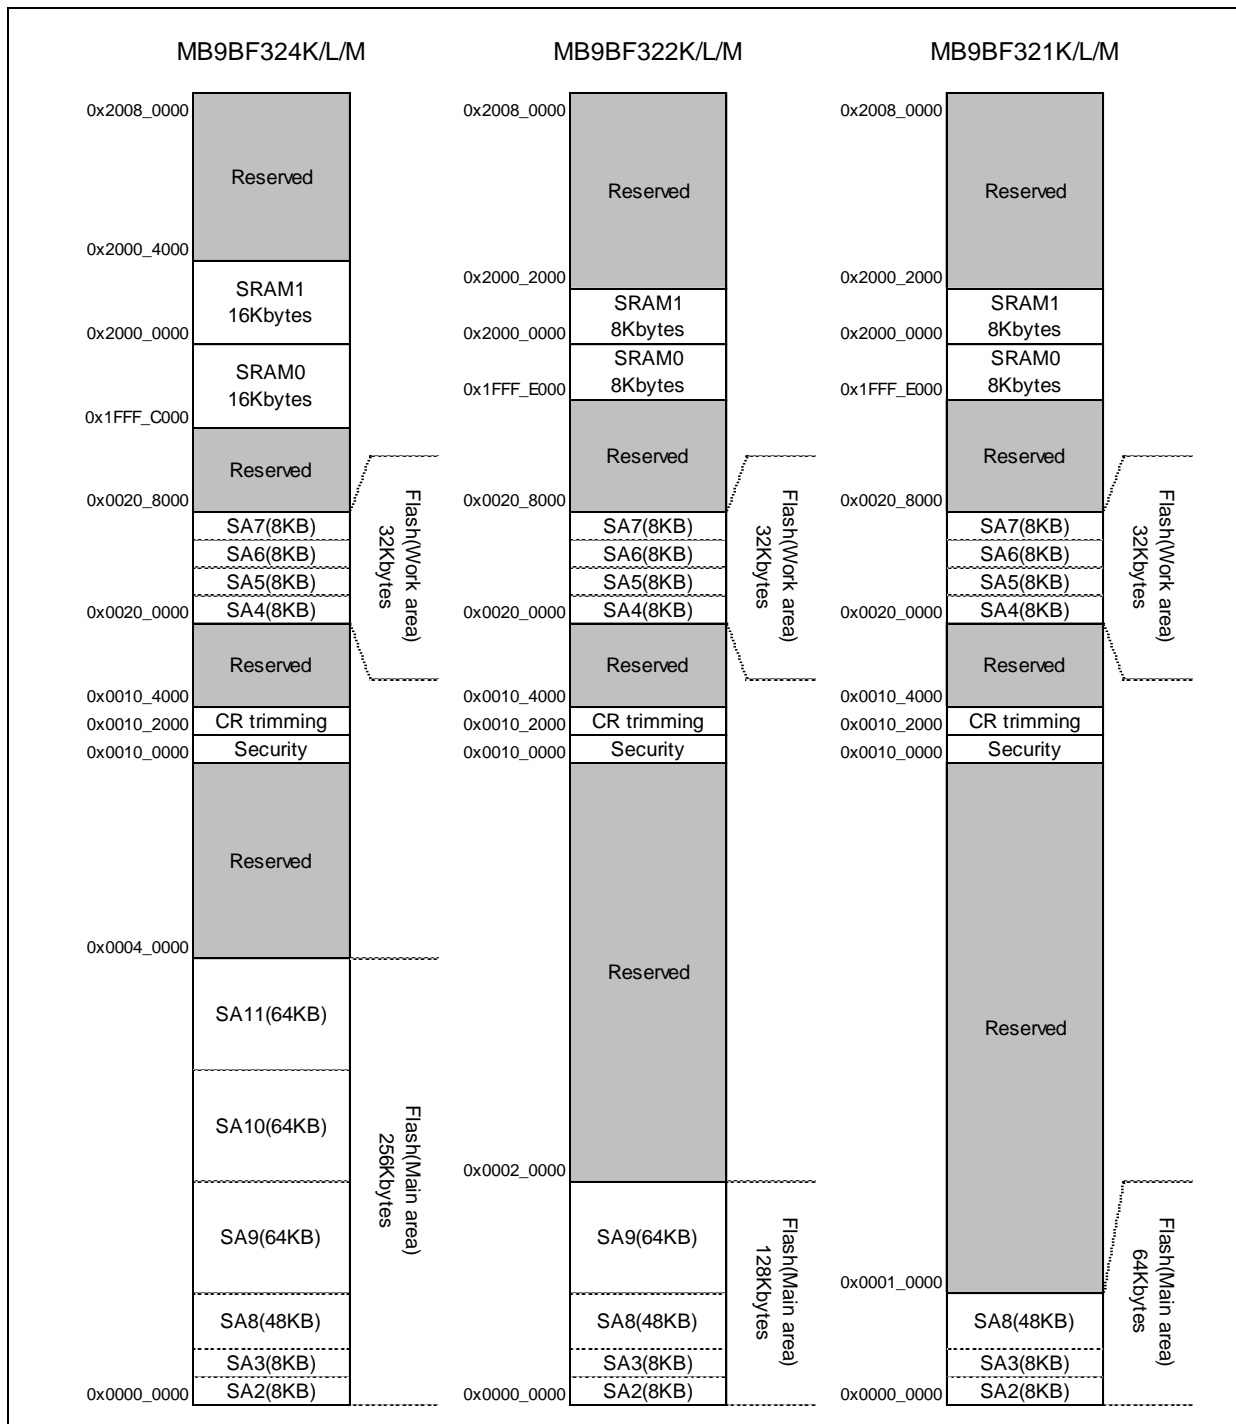 MB9BF324K/L/M
0x2008_0000
Reserved
0x2000_4000
SRAM1
16Kbytes
0x2000_0000
SRAM0
16Kbytes
0x1FFF_C000
Reserved
0x0020_8000
SA7(8KB)
SA6(8KB)
SA5(8KB)
0x0020_0000
SA4(8KB)
Flash(Work area)
32Kbytes
Reserved
0x0010_4000
0x0010_2000
CR trimming
0x0010_0000
Security
Reserved
0x0004_0000
SA11(64KB)
SA10(64KB)
SA9(64KB)
SA8(48KB)
SA3(8KB)
0x0000_0000
SA2(8KB)
Flash(Main area)
256Kbytes
MB9BF322K/L/M
0x2008_0000
Reserved
0x2000_2000
SRAM1
8Kbytes
0x2000_0000
SRAM0
8Kbytes
0x1FFF_E000
Reserved
0x0020_8000
SA7(8KB)
SA6(8KB)
SA5(8KB)
0x0020_0000
SA4(8KB)
Flash(Work area)
32Kbytes
Reserved
0x0010_4000
0x0010_2000
CR trimming
0x0010_0000
Security
Reserved
0x0002_0000
SA9(64KB)
SA8(48KB)
SA3(8KB)
0x0000_0000
SA2(8KB)
Flash(Main area)
128Kbytes
MB9BF321K/L/M
0x2008_0000
Reserved
0x2000_2000
SRAM1
8Kbytes
0x2000_0000
SRAM0
8Kbytes
0x1FFF_E000
Reserved
0x0020_8000
SA7(8KB)
SA6(8KB)
SA5(8KB)
0x0020_0000
SA4(8KB)
Flash(Work area)
32Kbytes
Reserved
0x0010_4000
0x0010_2000
CR trimming
0x0010_0000
Security
Reserved
0x0001_0000
SA8(48KB)
SA3(8KB)
0x0000_0000
SA2(8KB)
Flash(Main area)
64Kbytes